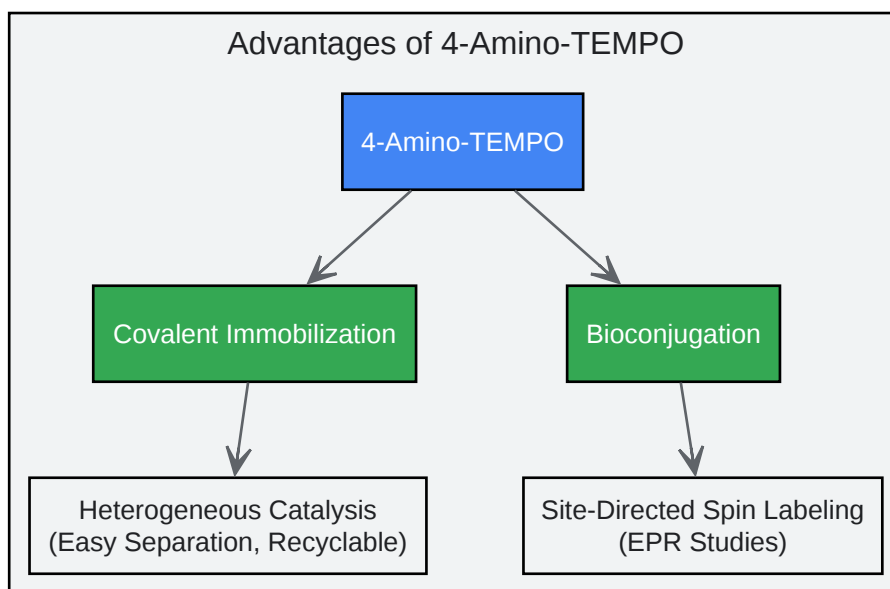 Advantages of 4-Amino-TEMPO
4-Amino-TEMPO
Covalent Immobilization
Bioconjugation
Heterogeneous Catalysis
(Easy Separation, Recyclable)
Site-Directed Spin Labeling
(EPR Studies)